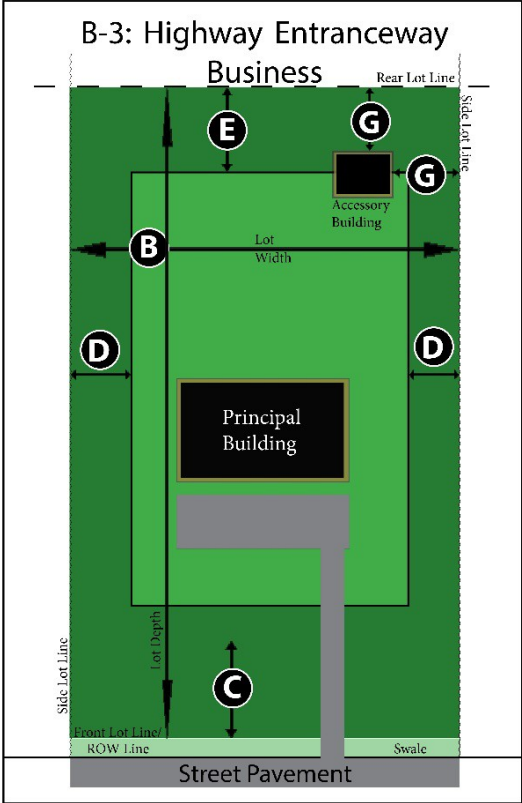 B-3: Highway Entranceway
Business
Rear Lot Line
Side Lot Line
E
G
G
Accessory
Building
B
Lot
Width
D
D
Principal
Building
Lot Depth
Side Lot Line
C
Front Lot Line/
ROW Line
Swale
Street Pavement